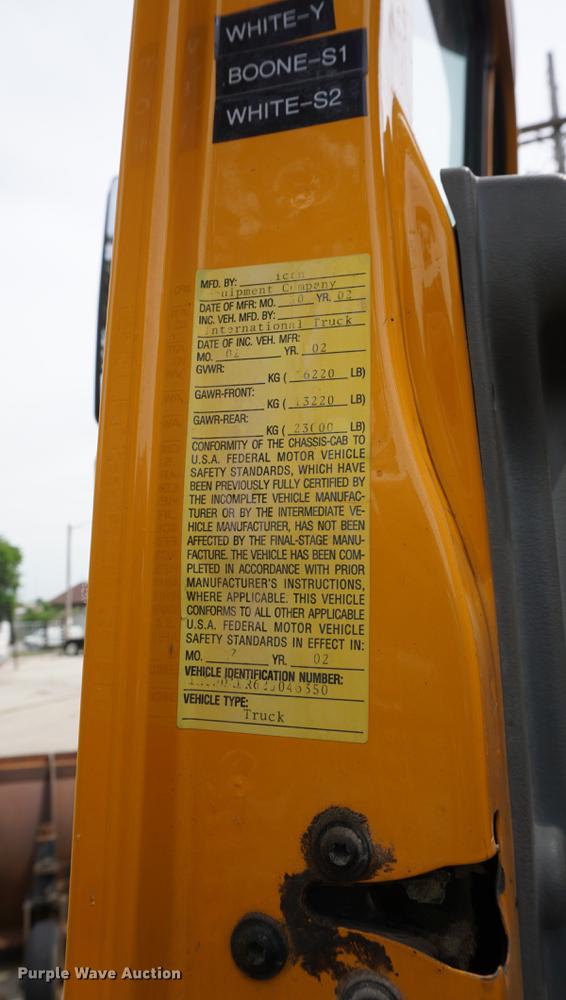 WHITE-Y
BOONE-S1
WHITE-S2
MFD. BY:
Company
DATE OF MFR: MO. YR. 02
INC. VEH. MFD. BY:
International Truck
DATE OF INC. VEH. MFR:
MO. 02 YR. 02
GVWR:
KG ( 6220 LB)
GAWR-FRONT:
KG ( 13220 LB)
GAWR-REAR:
KG ( 23000 LB)
CONFORMITY OF THE CHASSIS-CAB TO
U.S.A. FEDERAL MOTOR VEHICLE
SAFETY STANDARDS, WHICH HAVE
BEEN PREVIOUSLY FULLY CERTIFIED BY
THE INCOMPLETE VEHICLE MANUFAC-
TURER OR BY THE INTERMEDIATE VE-
HICLE MANUFACTURER, HAS NOT BEEN
AFFECTED BY THE FINAL-STAGE MANU-
FACTURE. THE VEHICLE HAS BEEN COM-
PLETED IN ACCORDANCE WITH PRIOR
MANUFACTURER'S INSTRUCTIONS,
WHERE APPLICABLE. THIS VEHICLE
CONFORMS TO ALL OTHER APPLICABLE
U.S.A. FEDERAL MOTOR VEHICLE
SAFETY STANDARDS IN EFFECT IN:
MO. YR. 02
VEHICLE IDENTIFICATION NUMBER:
VEHICLE TYPE:
Truck
Purple Wave Auction